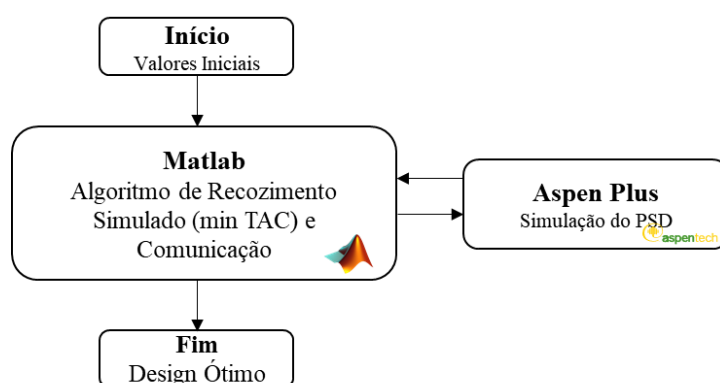 Início
Valores Iniciais
Matlab
Algoritmo de Recozimento
Simulado (min TAC) e
Comunicação
Aspen Plus
Simulação do PSD
aspentech
Fim
Design Ótimo